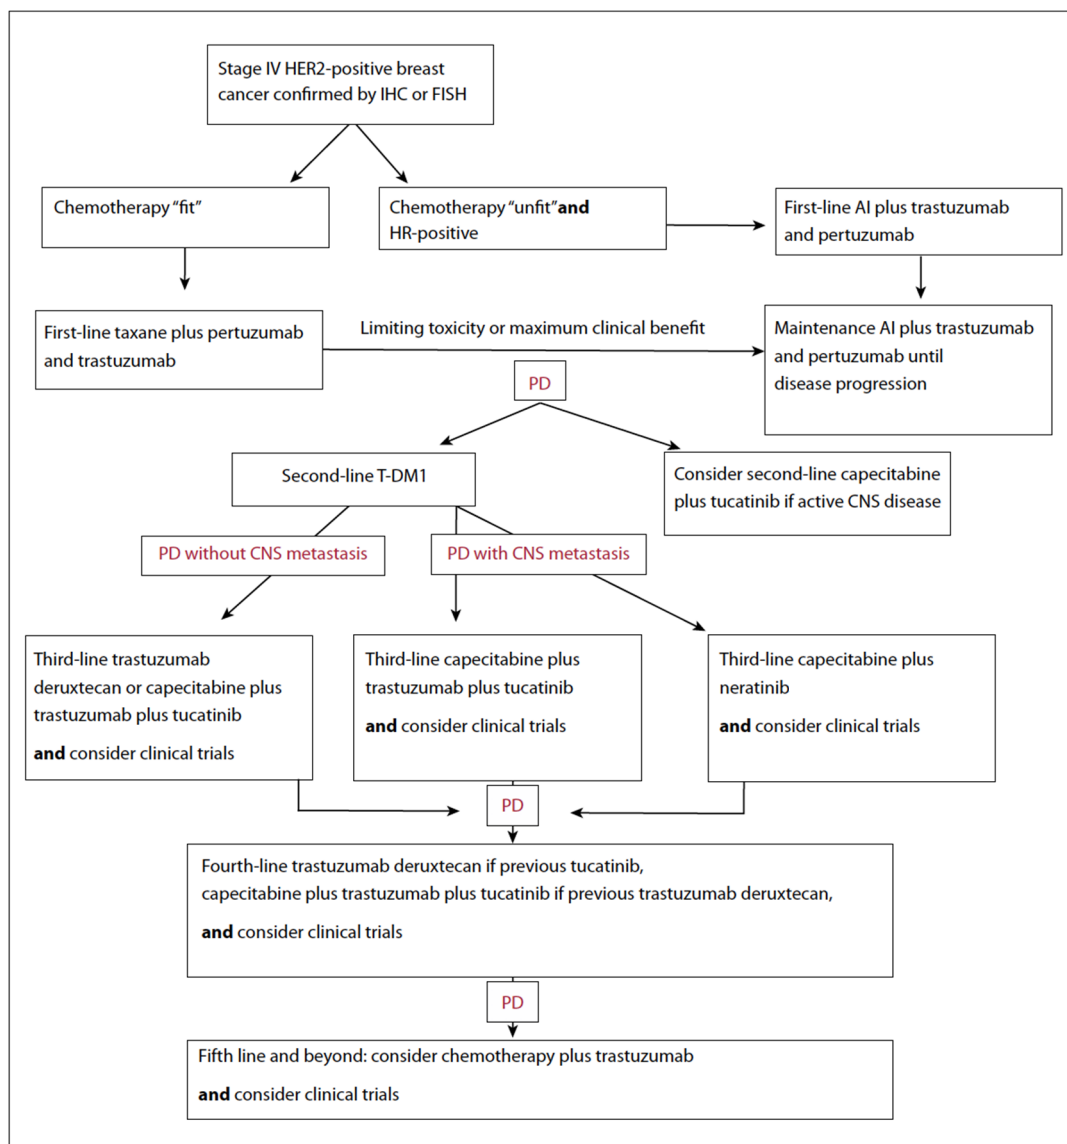 Stage IV HER2-positive breast
cancer confirmed by IHC or FISH
Chemotherapy “fit”
Chemotherapy “unfit”and
HR-positive
First-line AI plus trastuzumab
and pertuzumab
First-line taxane plus pertuzumab
and trastuzumab
Limiting toxicity or maximum clinical benefit
Maintenance AI plus trastuzumab
and pertuzumab until
disease progression
PD
Second-line T-DM1
Consider second-line capecitabine
plus tucatinib if active CNS disease
PD without CNS metastasis
PD with CNS metastasis
Third-line trastuzumab
deruxtecan or capecitabine plus
trastuzumab plus tucatinib
and consider clinical trials
Third-line capecitabine plus
trastuzumab plus tucatinib
and consider clinical trials
Third-line capecitabine plus
neratinib
and consider clinical trials
PD
Fourth-line trastuzumab deruxtecan if previous tucatinib,
capecitabine plus trastuzumab plus tucatinib if previous trastuzumab deruxtecan,
and consider clinical trials
PD
Fifth line and beyond: consider chemotherapy plus trastuzumab
and consider clinical trials